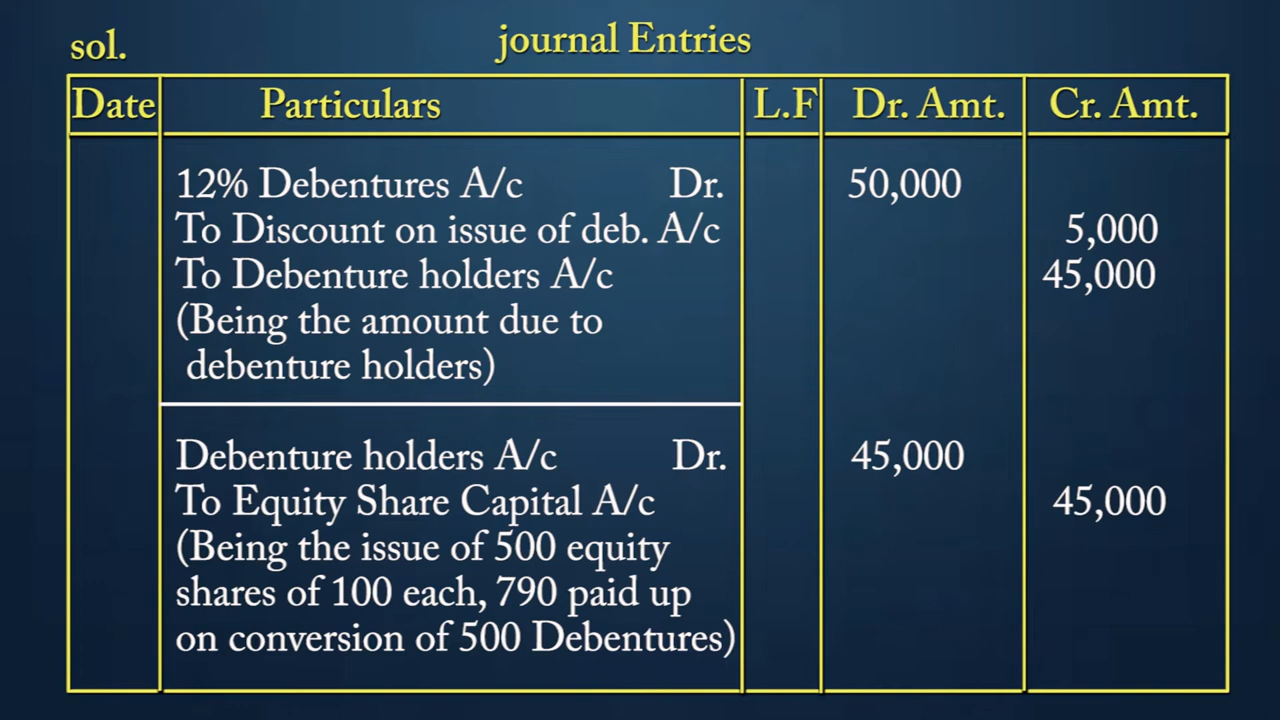 sol. journal Entries
Date Particulars L.F Dr. Amt. Cr. Amt.
12% Debentures A/c Dr. 50,000
To Discount on issue of deb. A/c 5,000
To Debenture holders A/c 45,000
(Being the amount due to
debenture holders)
Debenture holders A/c Dr. 45,000
To Equity Share Capital A/c 45,000
(Being the issue of 500 equity
shares of 100 each, 790 paid up
on conversion of 500 Debentures)